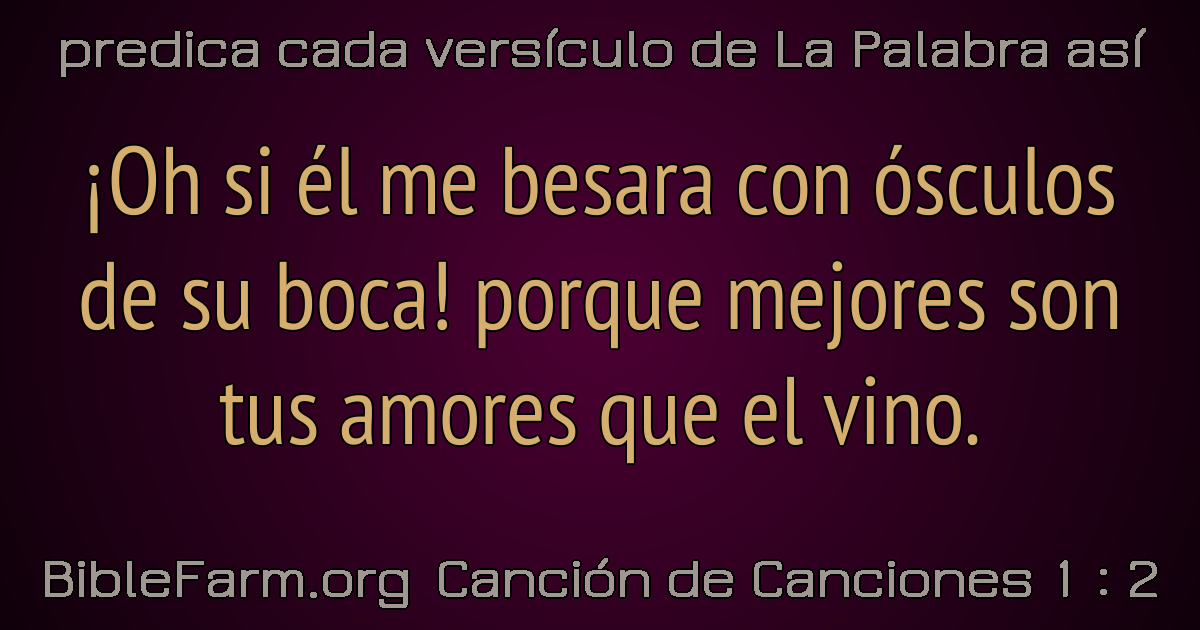 predica cada versículo de La Palabra así
¡Oh si él me besara con ósculos
de su boca! porque mejores son
tus amores que el vino.
BibleFarm.org Canción de Canciones 1 : 2